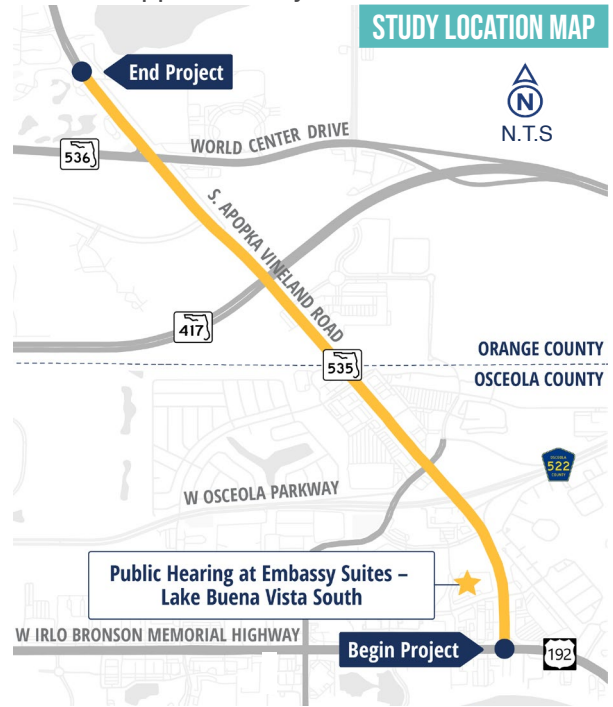 STUDY LOCATION MAP
End Project
N
N.T.S
WORLD CENTER DRIVE
536
S. APOPKA VINELAND ROAD
417
535
ORANGE COUNTY
OSCEOLA COUNTY
522
W OSCEOLA PARKWAY
Public Hearing at Embassy Suites –
Lake Buena Vista South
W IRLO BRONSON MEMORIAL HIGHWAY
Begin Project
192